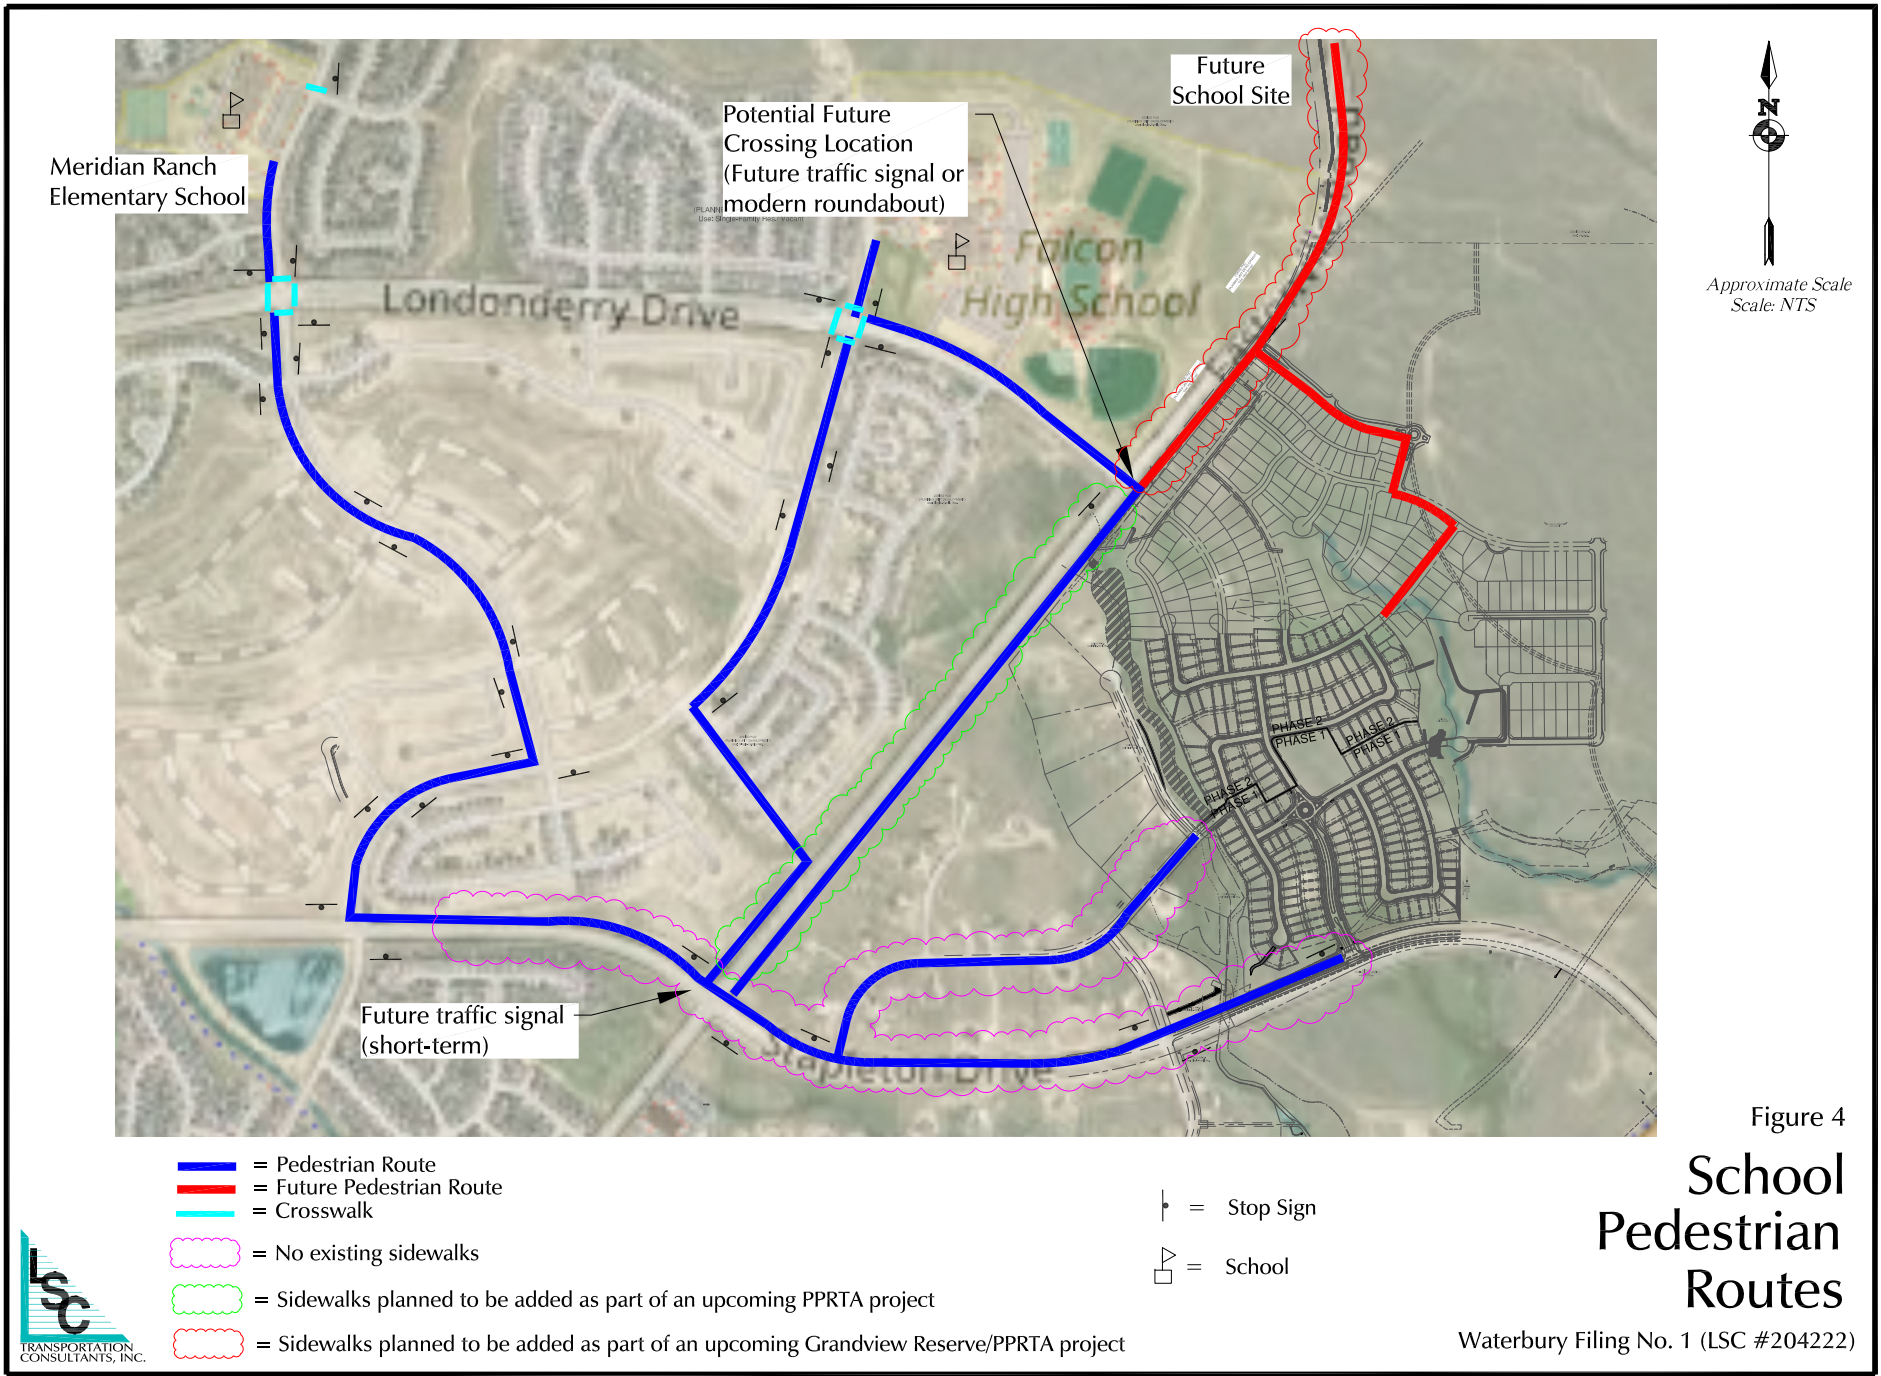 Future
School Site
Potential Future
Crossing Location
(Future traffic signal or
modern roundabout)
Meridian Ranch
Elementary School
N
Approximate Scale
Scale: NTS
Falcon
High School
Londonderry Drive
PHASE 2
PHASE 1
PHASE 2
PHASE 1
PHASE 2
PHASE 1
Future traffic signal
(short-term)
Stapleton Drive
Figure 4
School
Pedestrian
Routes
Waterbury Filing No. 1 (LSC #204222)
= Pedestrian Route
= Future Pedestrian Route
= Crosswalk
= No existing sidewalks
= Sidewalks planned to be added as part of an upcoming PPRTA project
= Sidewalks planned to be added as part of an upcoming Grandview Reserve/PPRTA project
= Stop Sign
= School
LSC
TRANSPORTATION
CONSULTANTS, INC.